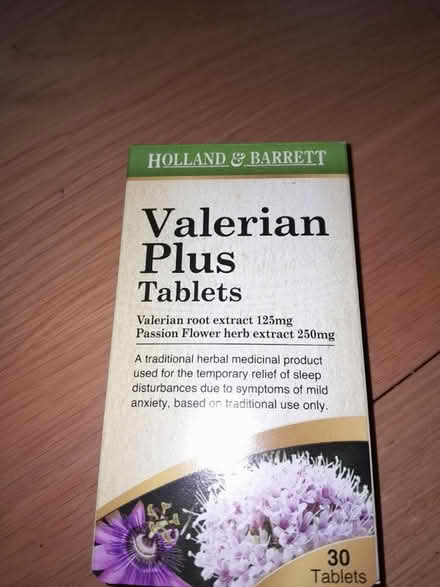 HOLLAND & BARRETT
Valerian
Plus
Tablets
Valerian root extract 125mg
Passion Flower herb extract 250mg
A traditional herbal medicinal product
used for the temporary relief of sleep
disturbances due to symptoms of mild
anxiety, based on traditional use only.
30
Tablets